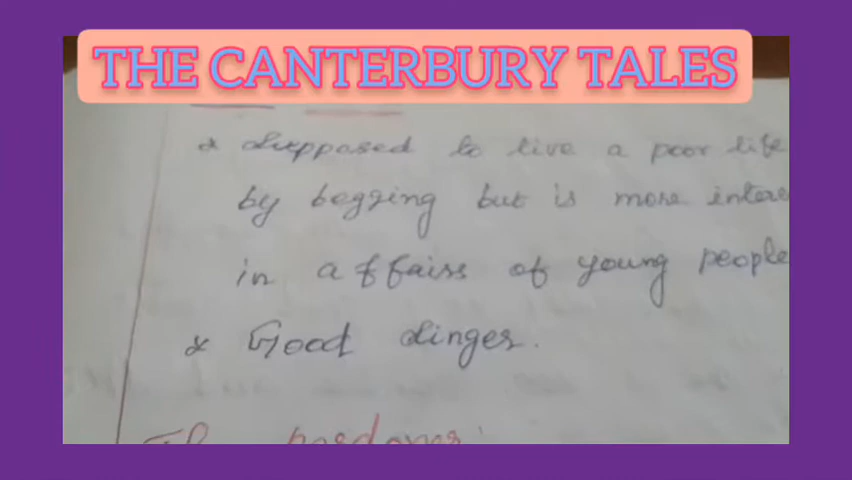 THE CANTERBURY TALES
x Supposed to live a poor life
by begging but is more intere
in affairs of young people
x Good singer.
pardoner: